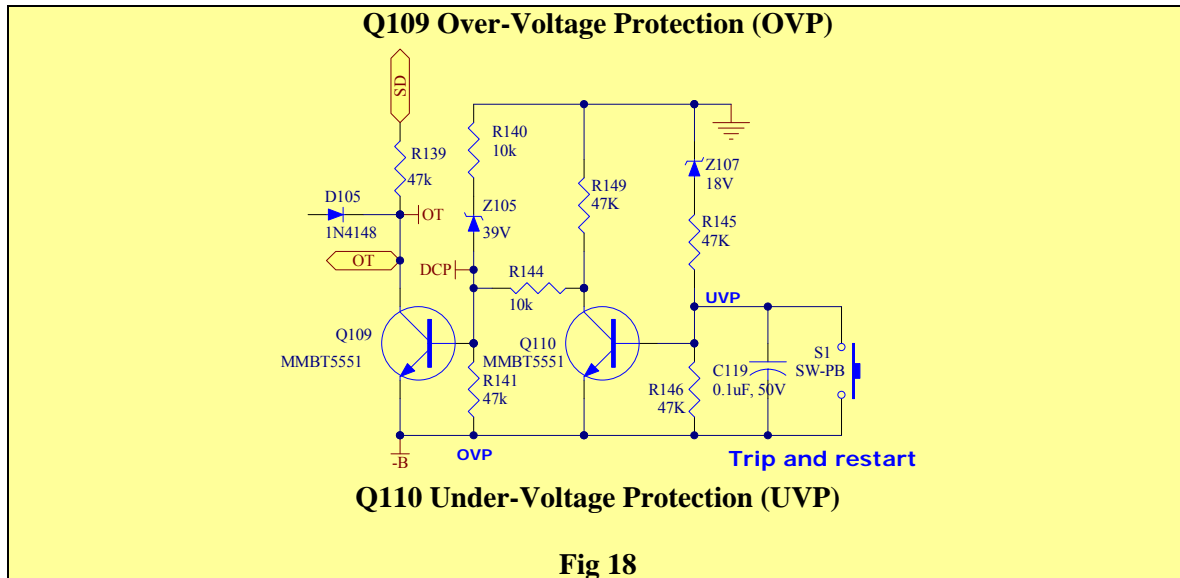 Q109 Over-Voltage Protection (OVP)
SD
R139
47k
D105
1N4148
OT
OT
R140
10k
Z105
39V
DCP
R144
10k
R149
47K
Z107
18V
R145
47K
UVP
Q109
MMBT5551
R141
47k
Q110
MMBT5551
R146
47K
C119
0.1uF, 50V
S1
SW-PB
-B
OVP
Trip and restart
Q110 Under-Voltage Protection (UVP)
Fig 18